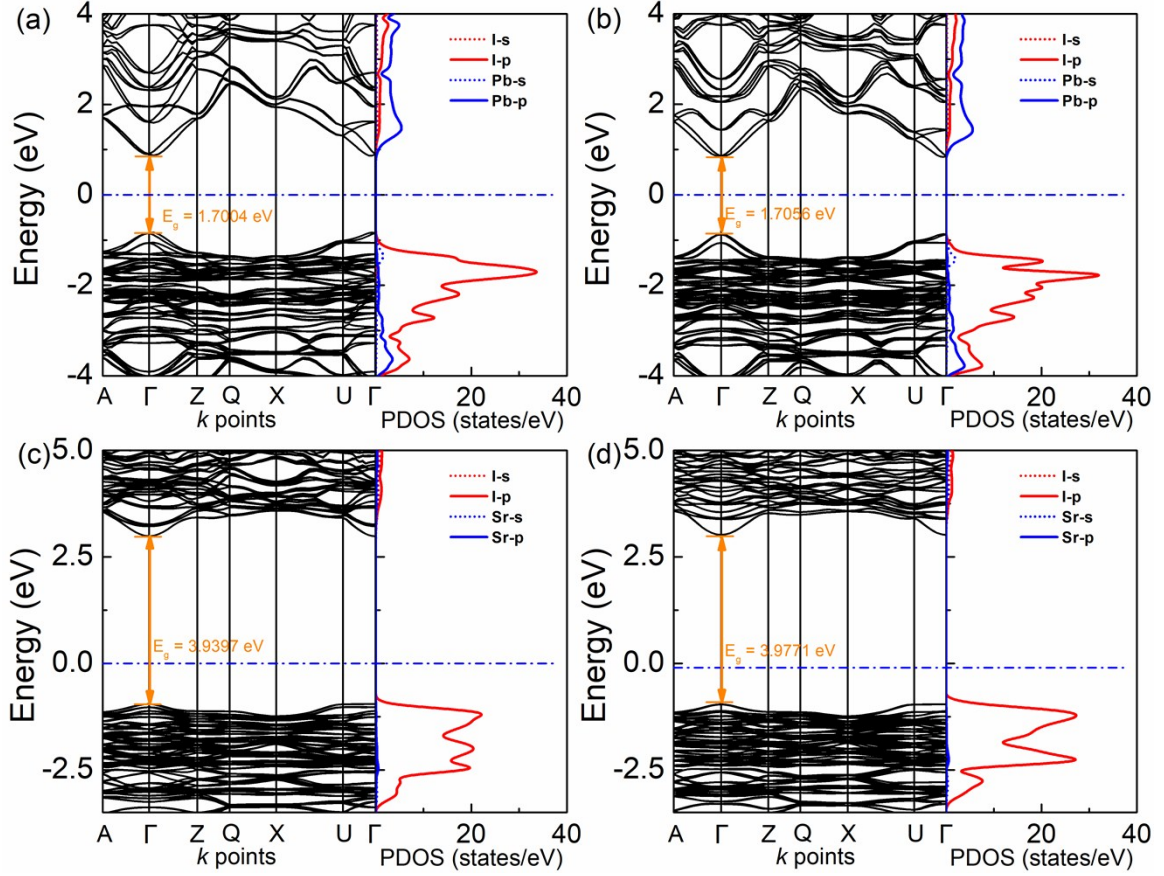 (a)
Energy (eV)
4
2
0
-2
-4
E_g = 1.7004 eV
I-s
I-p
Pb-s
Pb-p
A Γ Z Q X U Γ 20 40
k points PDOS (states/eV)
(b)
Energy (eV)
4
2
0
-2
-4
E_g = 1.7056 eV
I-s
I-p
Pb-s
Pb-p
A Γ Z Q X U Γ 20 40
k points PDOS (states/eV)
(c)
Energy (eV)
5.0
2.5
0.0
-2.5
E_g = 3.9397 eV
I-s
I-p
Sr-s
Sr-p
A Γ Z Q X U Γ 20 40
k points PDOS (states/eV)
(d)
Energy (eV)
5.0
2.5
0.0
-2.5
E_g = 3.9771 eV
I-s
I-p
Sr-s
Sr-p
A Γ Z Q X U Γ 20 40
k points PDOS (states/eV)